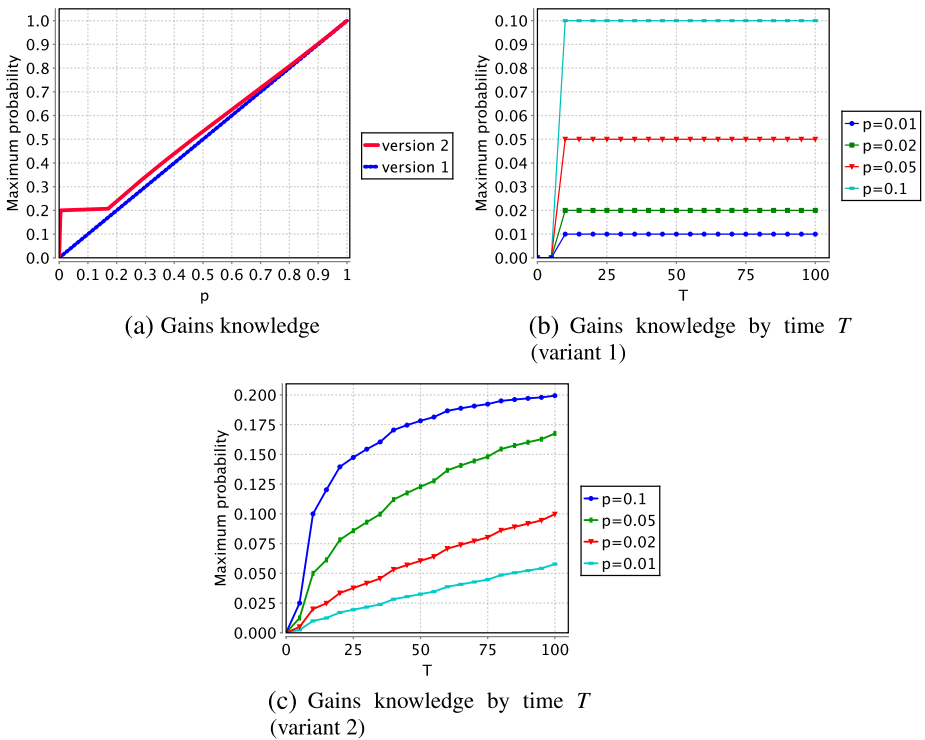 Maximum probability
1.0
0.9
0.8
0.7
0.6
0.5
0.4
0.3
0.2
0.1
0.0
0 0.1 0.2 0.3 0.4 0.5 0.6 0.7 0.8 0.9 1
p
version 2
version 1
(a) Gains knowledge
Maximum probability
0.10
0.09
0.08
0.07
0.06
0.05
0.04
0.03
0.02
0.01
0.00
0 25 50 75 100
T
p=0.01
p=0.02
p=0.05
p=0.1
(b) Gains knowledge by time T
(variant 1)
Maximum probability
0.200
0.175
0.150
0.125
0.100
0.075
0.050
0.025
0.000
0 25 50 75 100
T
p=0.1
p=0.05
p=0.02
p=0.01
(c) Gains knowledge by time T
(variant 2)